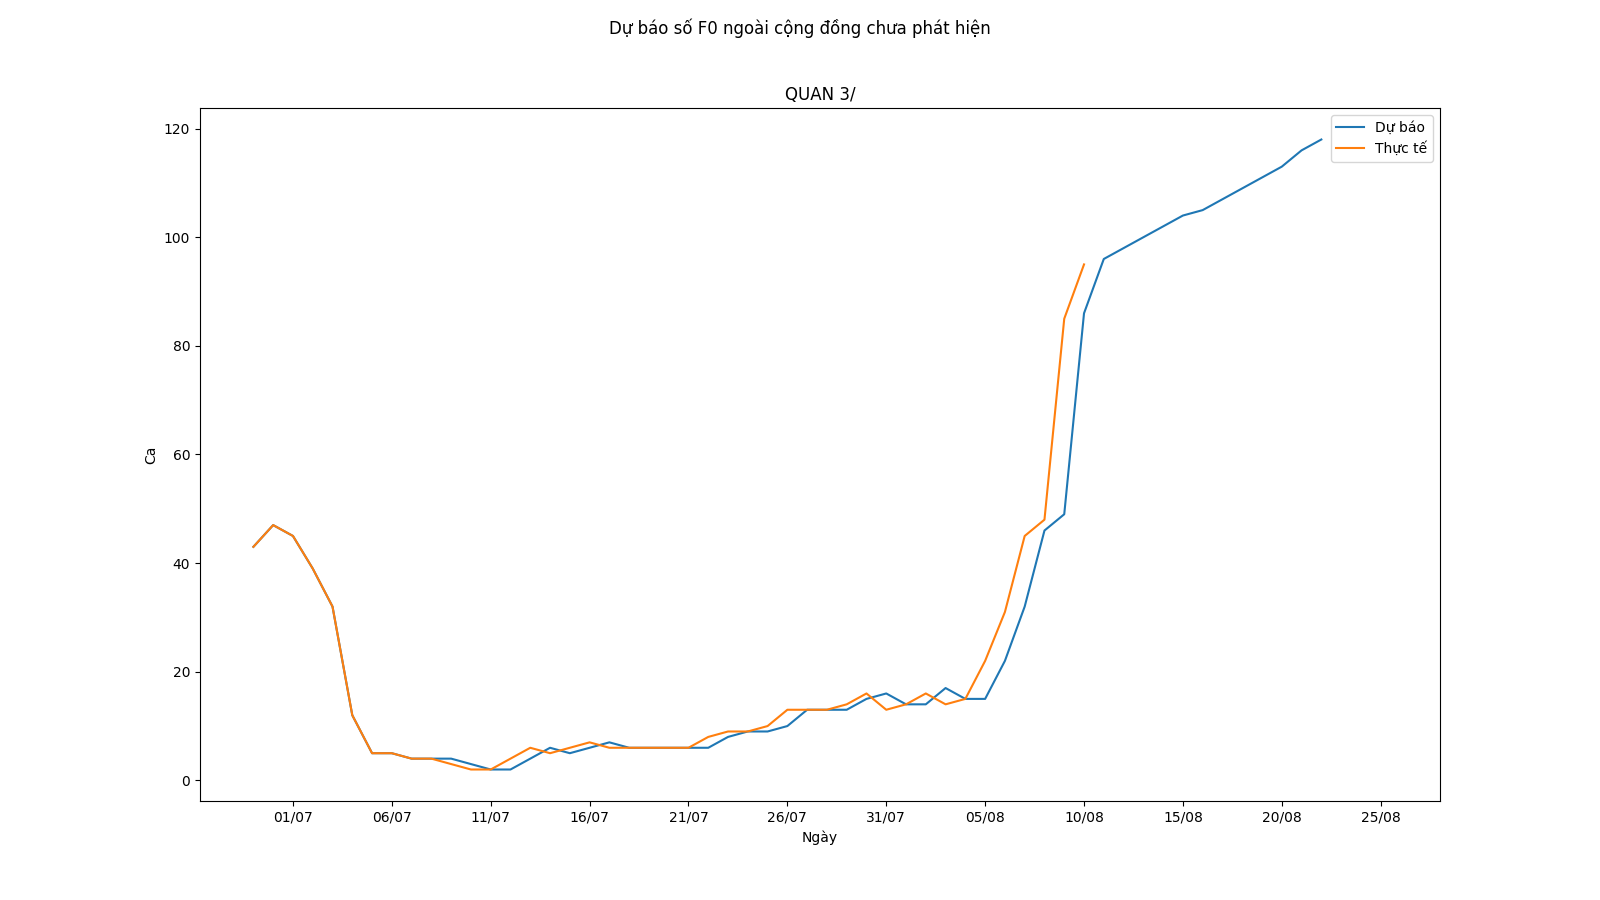 Dự báo số F0 ngoài cộng đồng chưa phát hiện
QUAN 3/
Dự báo
Thực tế
120
100
80
60
40
20
0
Ca
01/07 06/07 11/07 16/07 21/07 26/07 31/07 05/08 10/08 15/08 20/08 25/08
Ngày